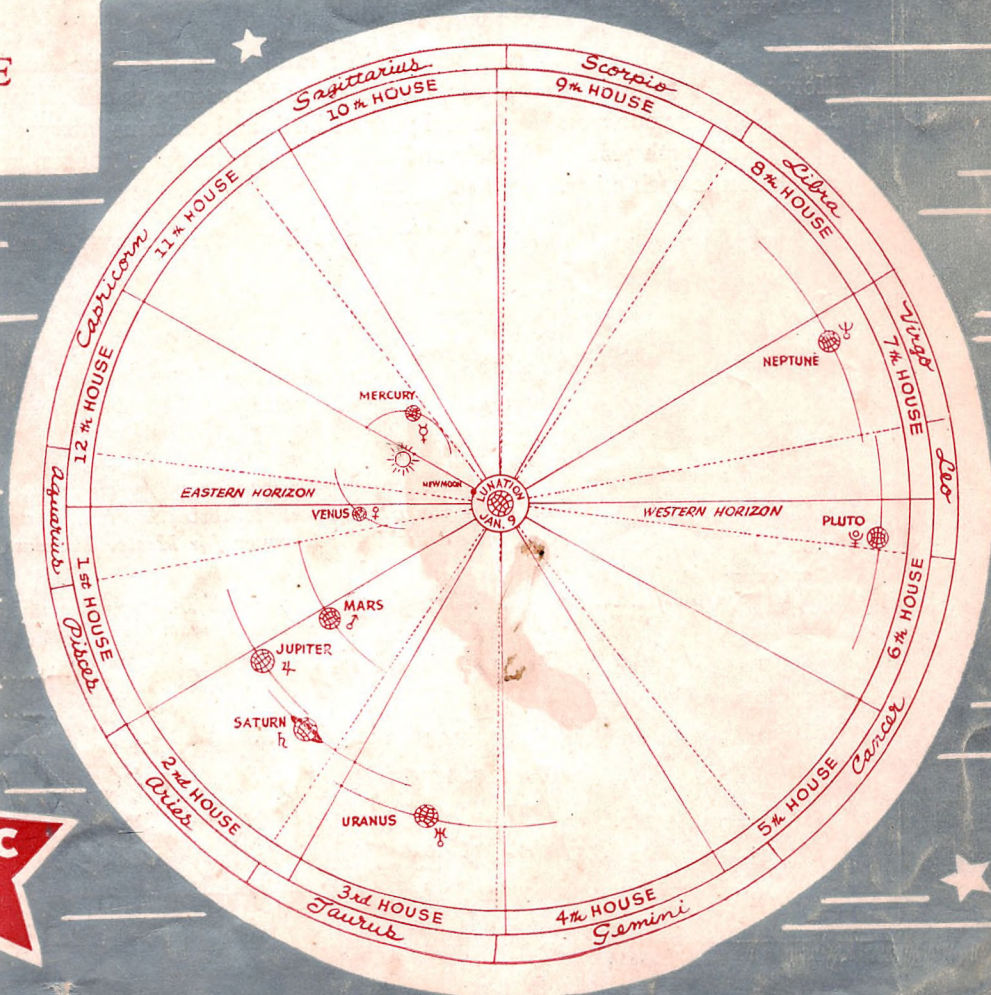 E
Sagittarius
Scorpio
10th HOUSE
9th HOUSE
8th HOUSE
Libra
11th HOUSE
Capricorn
Virgo
7th HOUSE
NEPTUNE ♆
12th HOUSE
MERCURY
☿
NEW MOON
LUNATION
JAN. 9
Aquarius
EASTERN HORIZON
WESTERN HORIZON
Leo
VENUS ♀
PLUTO
1st HOUSE
6th HOUSE
MARS
♂
Pisces
JUPITER
♃
SATURN
♄
Cancer
2nd HOUSE
Aries
5th HOUSE
URANUS
♅
C
3rd HOUSE
4th HOUSE
Taurus
Gemini